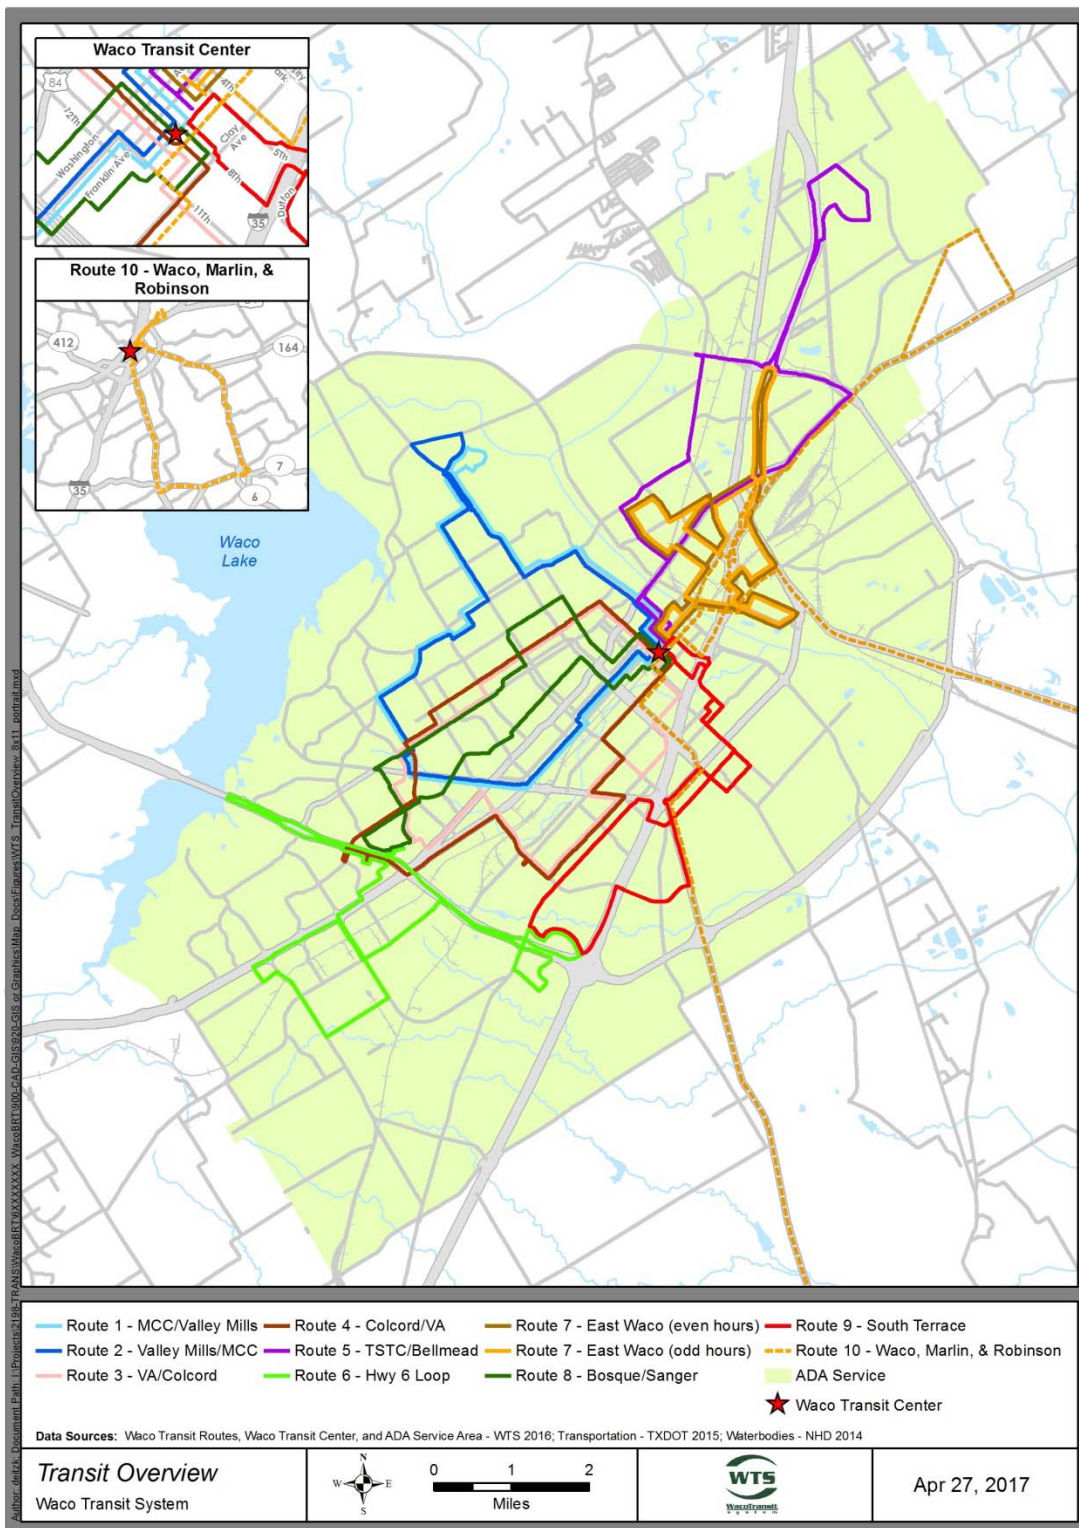 Waco Transit Center
84
4Th
12Th
Washington
Franklin Ave
Clay
Ave
5Th
8Th
11Th
Dutton
35
Route 10 - Waco, Marlin, &
Robinson
412
164
7
6
35
Waco
Lake
Route 1 - MCC/Valley Mills
Route 2 - Valley Mills/MCC
Route 3 - VA/Colcord
Route 4 - Colcord/VA
Route 5 - TSTC/Bellmead
Route 6 - Hwy 6 Loop
Route 7 - East Waco (even hours)
Route 7 - East Waco (odd hours)
Route 8 - Bosque/Sanger
Route 9 - South Terrace
Route 10 - Waco, Marlin, & Robinson
ADA Service
Waco Transit Center
Data Sources: Waco Transit Routes, Waco Transit Center, and ADA Service Area - WTS 2016; Transportation - TXDOT 2015; Waterbodies - NHD 2014
Transit Overview
Waco Transit System
N
W E
S
0 1 2
Miles
WTS
WacoTransit
system
Apr 27, 2017